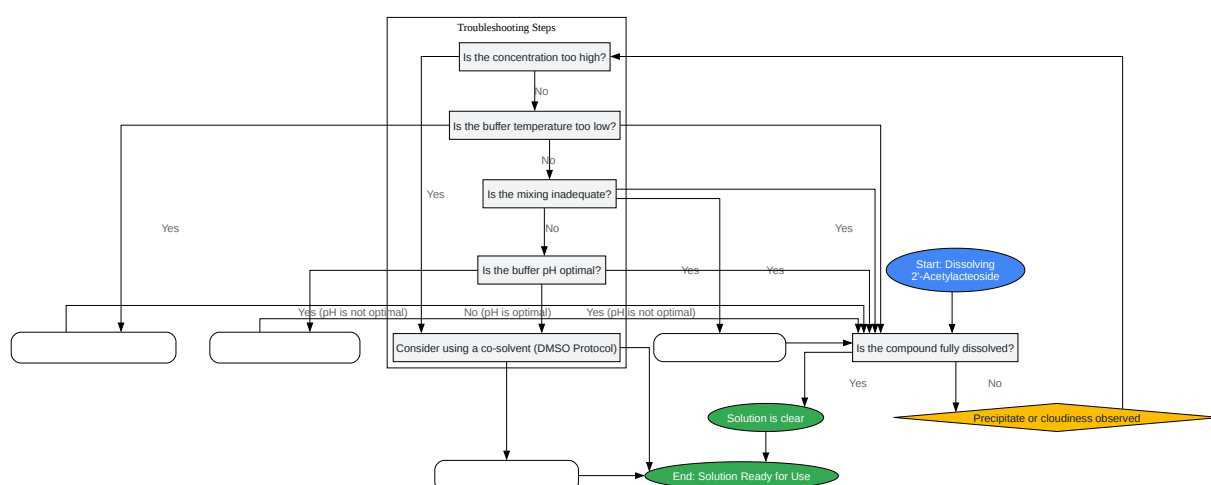 Troubleshooting Steps
Is the concentration too high?
No
Is the buffer temperature too low?
No
Is the mixing inadequate?
Yes
Yes
No
Yes
Is the buffer pH optimal?
Yes
Yes
Start: Dissolving
2'-Acetylacteoside
Yes (pH is not optimal)
No (pH is optimal)
Yes (pH is not optimal)
Consider using a co-solvent (DMSO Protocol)
Is the compound fully dissolved?
Yes
No
Solution is clear
Precipitate or cloudiness observed
End: Solution Ready for Use